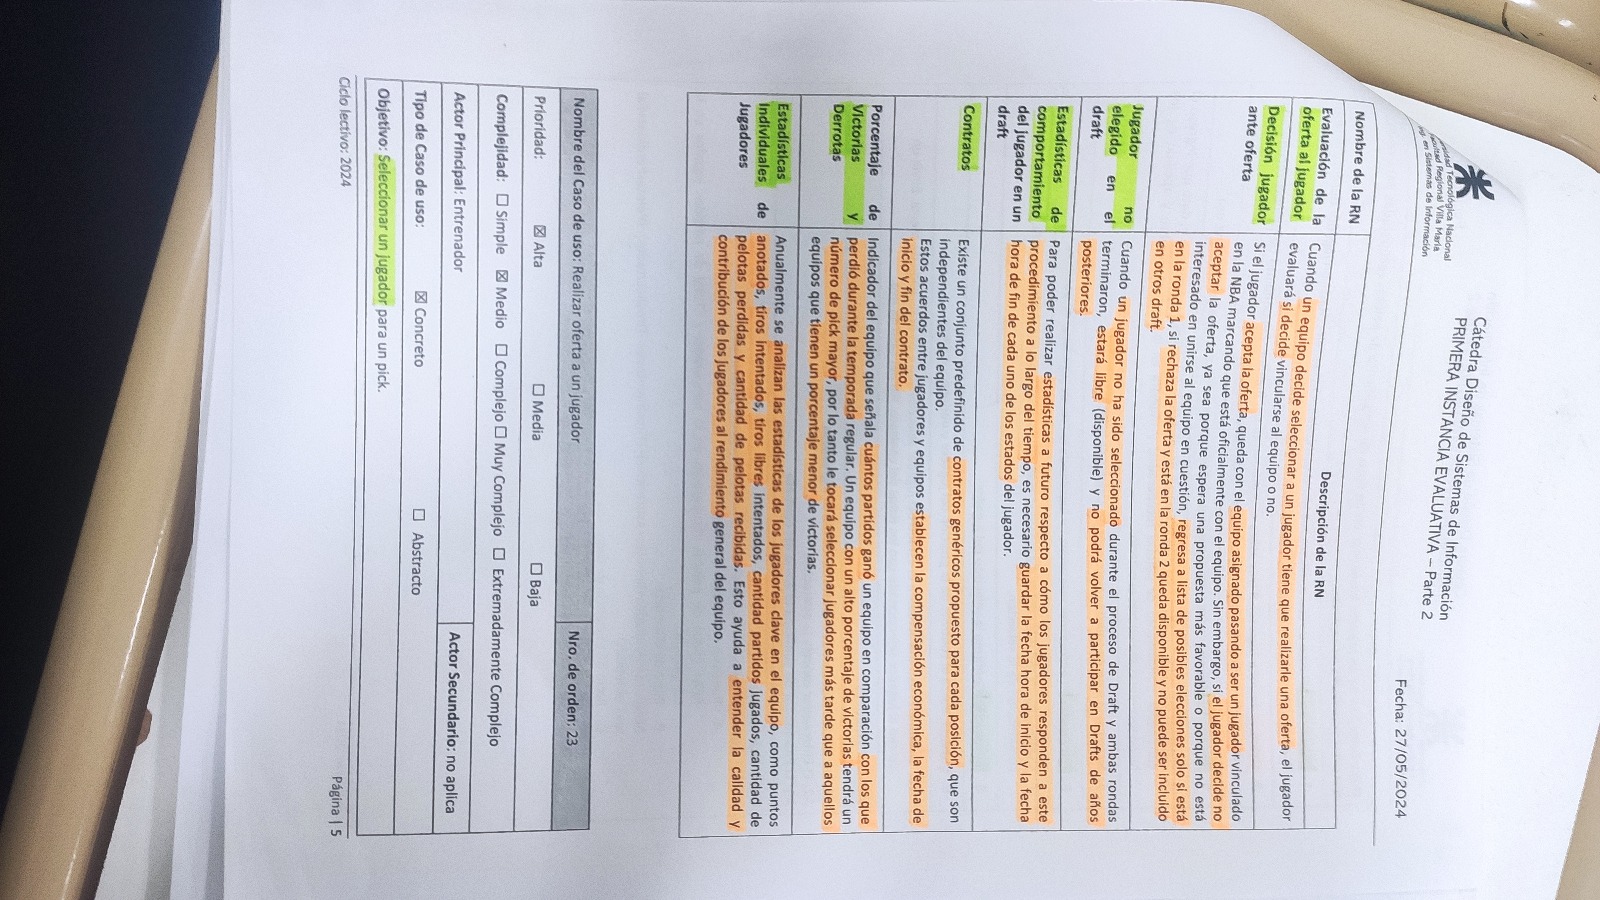 Tecnológica Nacional
Facultad Regional Villa María
en Sistemas de Información
Cátedra Diseño de Sistemas de Información
PRIMERA INSTANCIA EVALUATIVA – Parte 2
Fecha: 27/05/2024
Nombre de la RN
Descripción de la RN
Evaluación de la
oferta al jugador
Cuando un equipo decide seleccionar a un jugador tiene que realizarle una oferta, el jugador
evaluará si decide vincularse al equipo o no.
Decisión jugador
ante oferta
Si el jugador acepta la oferta, queda con el equipo asignado pasando a ser un jugador vinculado
en la NBA marcando que está oficialmente con el equipo. Sin embargo, si el jugador decide no
aceptar la oferta, ya sea porque espera una propuesta más favorable o porque no está
interesado en unirse al equipo en cuestión, regresa a lista de posibles elecciones solo si está
en la ronda 1, si rechaza la oferta y está en la ronda 2 queda disponible y no puede ser incluido
en otros draft.
Jugador no
elegido en el
draft
Cuando un jugador no ha sido seleccionado durante el proceso de Draft y ambas rondas
terminaron, estará libre (disponible) y no podrá volver a participar en Drafts de años
posteriores.
Estadísticas de
comportamiento
del jugador en un
draft
Para poder realizar estadísticas a futuro respecto a cómo los jugadores responden a este
procedimiento a lo largo del tiempo, es necesario guardar la fecha hora de inicio y la fecha
hora de fin de cada uno de los estados del jugador.
Contratos
Existe un conjunto predefinido de contratos genéricos propuesto para cada posición, que son
independientes del equipo.
Estos acuerdos entre jugadores y equipos establecen la compensación económica, la fecha de
inicio y fin del contrato.
Porcentaje de
Victorias y
Derrotas
Indicador del equipo que señala cuántos partidos ganó un equipo en comparación con los que
perdió durante la temporada regular. Un equipo con un alto porcentaje de victorias tendrá un
número de pick mayor, por lo tanto le tocará seleccionar jugadores más tarde que a aquellos
equipos que tienen un porcentaje menor de victorias.
Estadísticas
Individuales de
Jugadores
Anualmente se analizan las estadísticas de los jugadores clave en el equipo, como puntos
anotados, tiros intentados, tiros libres intentados, cantidad partidos jugados, cantidad de
pelotas perdidas y cantidad de pelotas recibidas. Esto ayuda a entender la calidad y
contribución de los jugadores al rendimiento general del equipo.
Nombre del Caso de uso: Realizar oferta a un jugador
Nro. de orden: 23
Prioridad: ☒ Alta ☐ Media ☐ Baja
Complejidad: ☐ Simple ☒ Medio ☐ Complejo ☐ Muy Complejo ☐ Extremadamente Complejo
Actor Principal: Entrenador
Actor Secundario: no aplica
Tipo de Caso de uso: ☒ Concreto ☐ Abstracto
Objetivo: Seleccionar un jugador para un pick.
Ciclo lectivo: 2024
Página | 5